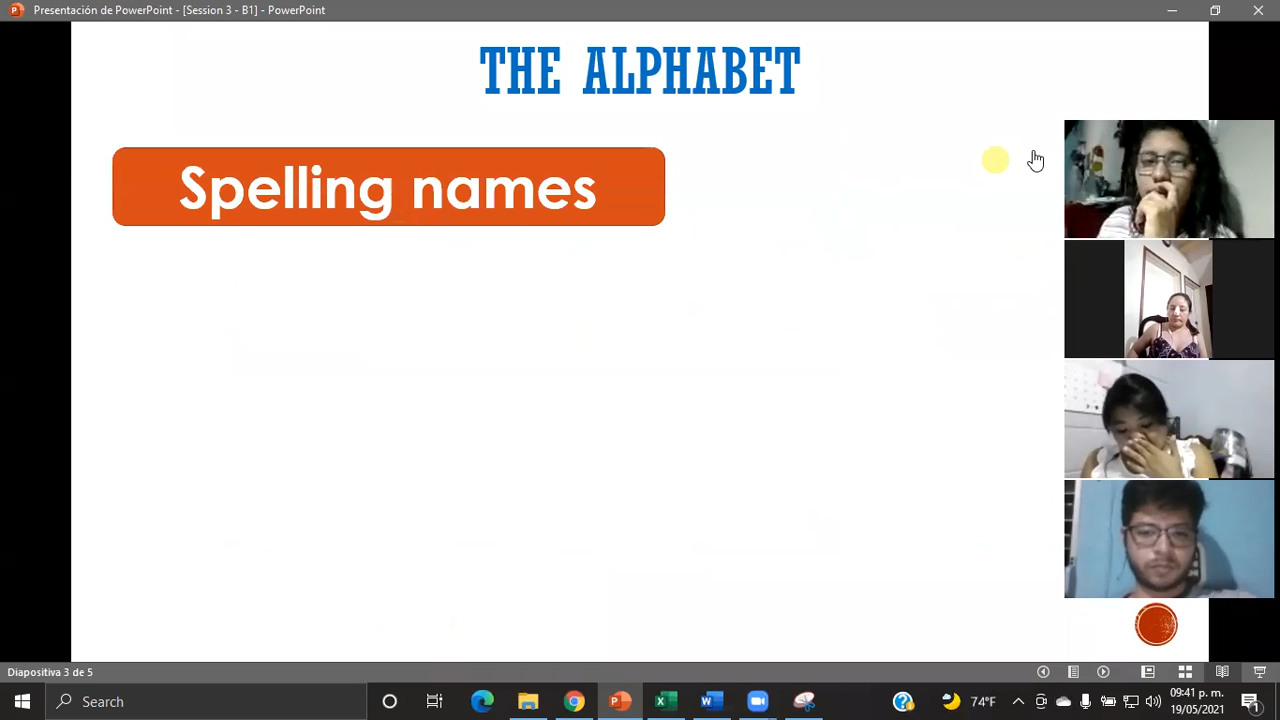 Presentación de PowerPoint - [Session 3 - B1] - PowerPoint
THE ALPHABET
Spelling names
Diapositiva 3 de 5
Search
74°F
09:41 p. m.
19/05/2021
1